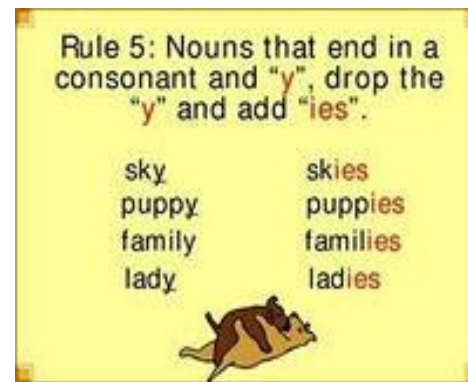 Rule 5: Nouns that end in a
consonant and “y”, drop the
“y” and add “ies”.
sky skies
puppy puppies
family families
lady ladies